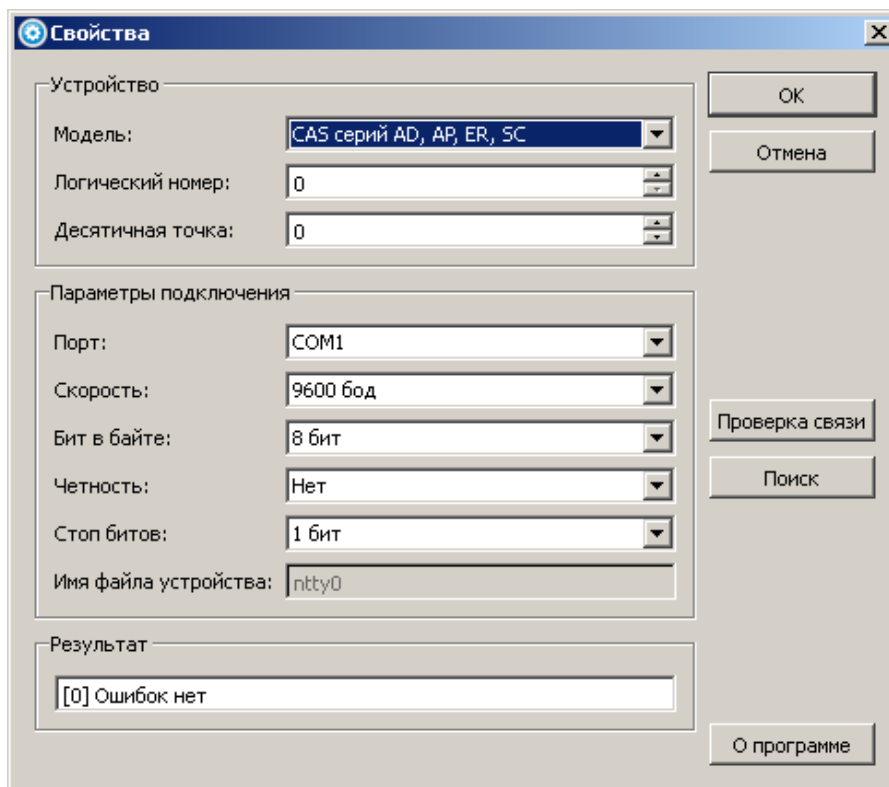 Свойства
Устройство
OK
Модель: CAS серий AD, AP, ER, SC
Отмена
Логический номер: 0
Десятичная точка: 0
Параметры подключения
Порт: COM1
Скорость: 9600 бод
Проверка связи
Бит в байте: 8 бит
Четность: Нет
Поиск
Стоп битов: 1 бит
Имя файла устройства: ntty0
Результат
[0] Ошибок нет
О программе